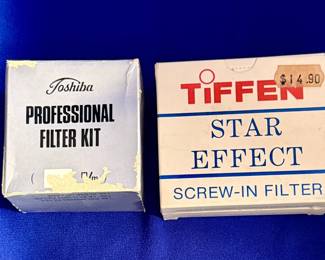 Toshiba
PROFESSIONAL
FILTER KIT
TiFFEN
$14.90
STAR
EFFECT
SCREW-IN FILTER